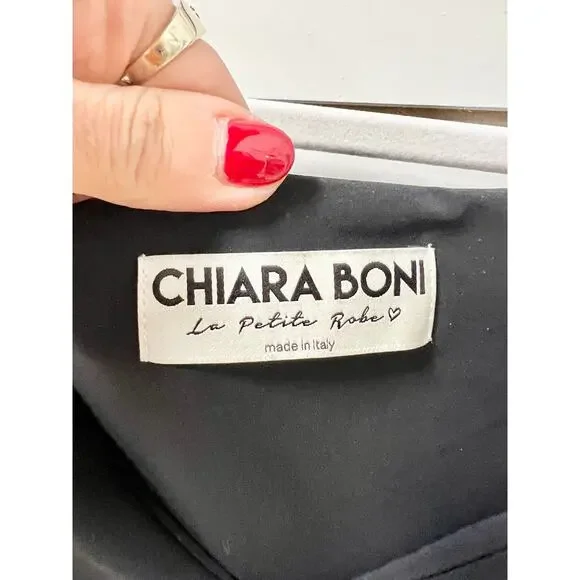 CHIARA BONI
La Petite Robe♡
made in Italy